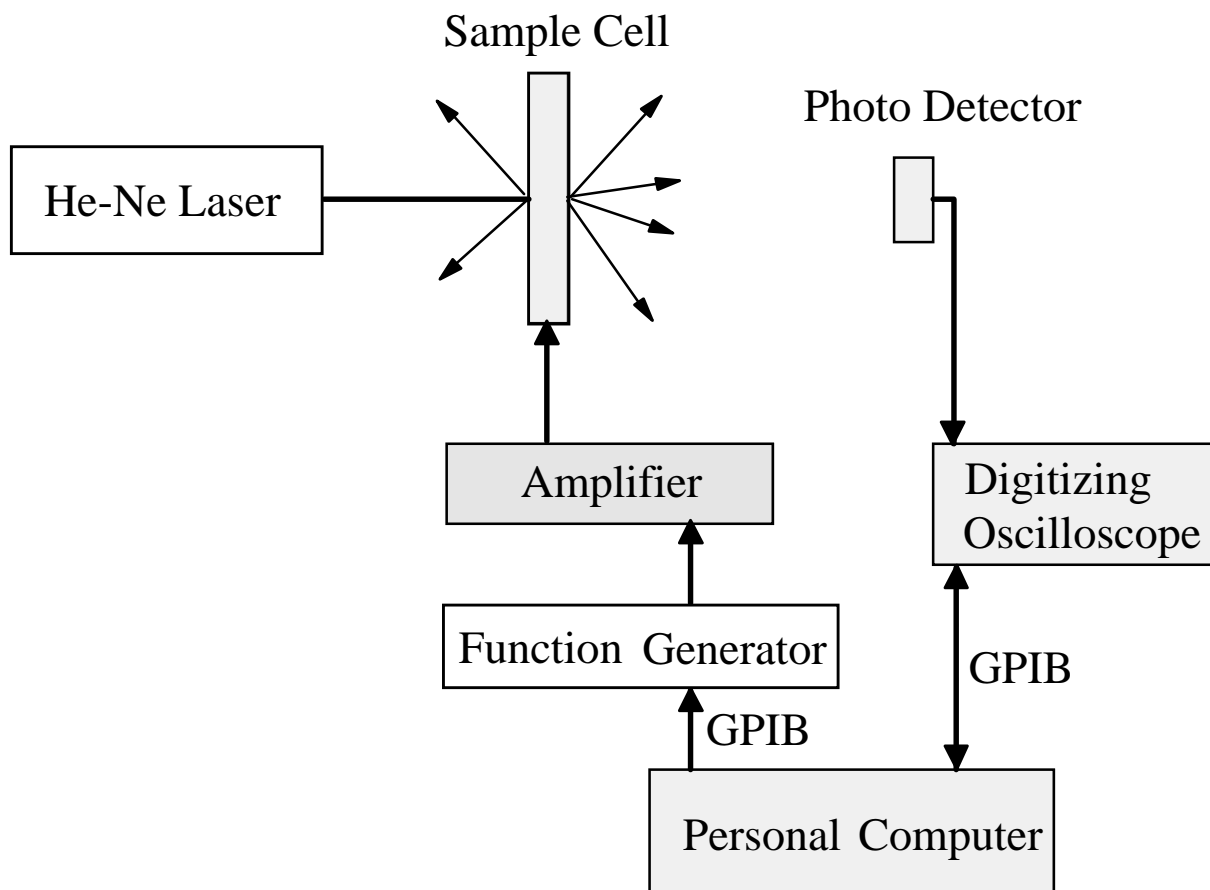 Sample Cell
Photo Detector
He-Ne Laser
Amplifier
Digitizing
Oscilloscope
Function Generator
GPIB
GPIB
Personal Computer